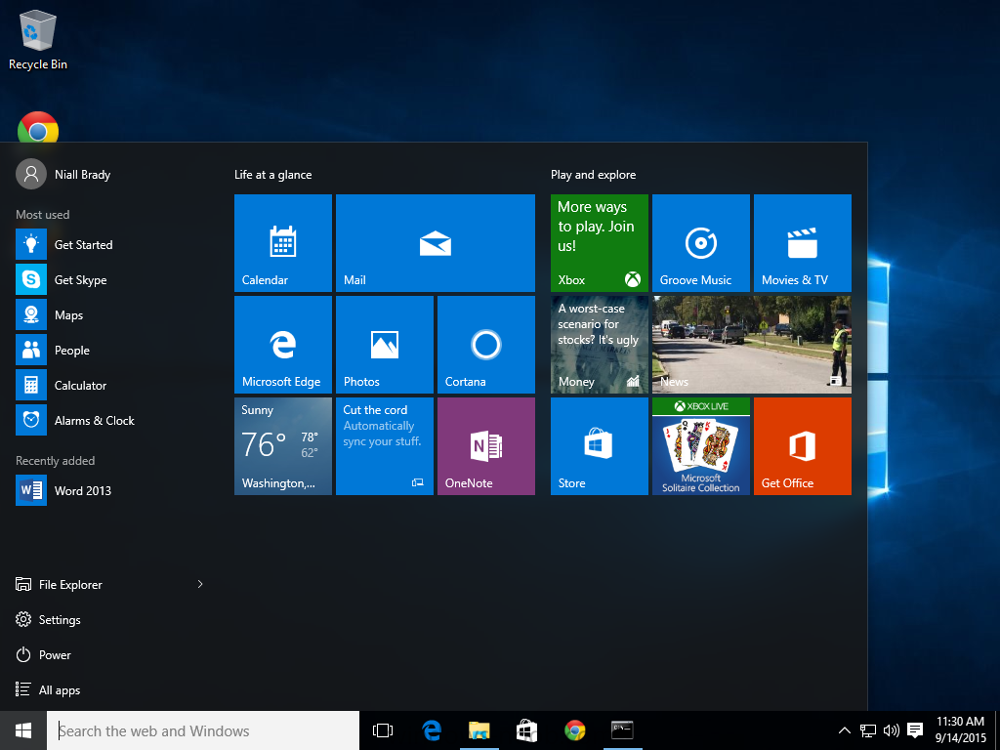 Recycle Bin
Niall Brady
Most used
Get Started
Get Skype
Maps
People
Calculator
Alarms & Clock
Recently added
Word 2013
File Explorer
Settings
Power
All apps
Life at a glance
Calendar
Mail
Microsoft Edge
Photos
Cortana
Sunny
76°
78°
62°
Washington,...
Cut the cord
Automatically
sync your stuff.
OneNote
Play and explore
More ways
to play. Join
us!
Xbox
Groove Music
Movies & TV
A worst-case
scenario for
stocks? It's ugly
Money
News
Store
XBOX LIVE
Microsoft
Solitaire Collection
Get Office
Search the web and Windows
11:30 AM
9/14/2015